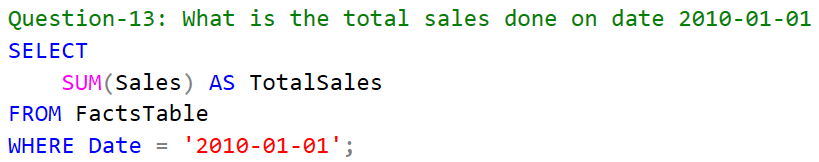 Question-13: What is the total sales done on date 2010-01-01
SELECT
    SUM(Sales) AS TotalSales
FROM FactsTable
WHERE Date = '2010-01-01';